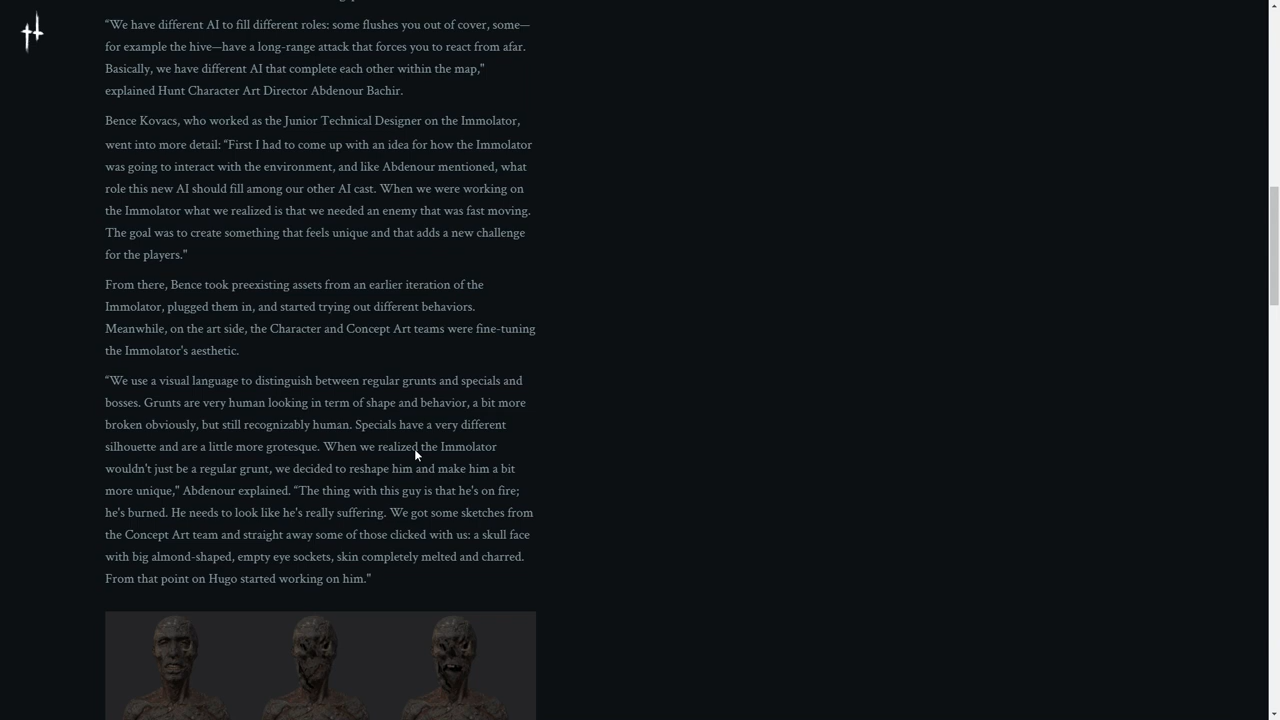 “We have different AI to fill different roles: some flushes you out of cover, some—
for example the hive—have a long-range attack that forces you to react from afar.
Basically, we have different AI that complete each other within the map,"
explained Hunt Character Art Director Abdenour Bachir.
Bence Kovacs, who worked as the Junior Technical Designer on the Immolator,
went into more detail: “First I had to come up with an idea for how the Immolator
was going to interact with the environment, and like Abdenour mentioned, what
role this new AI should fill among our other AI cast. When we were working on
the Immolator what we realized is that we needed an enemy that was fast moving.
The goal was to create something that feels unique and that adds a new challenge
for the players."
From there, Bence took preexisting assets from an earlier iteration of the
Immolator, plugged them in, and started trying out different behaviors.
Meanwhile, on the art side, the Character and Concept Art teams were fine-tuning
the Immolator's aesthetic.
“We use a visual language to distinguish between regular grunts and specials and
bosses. Grunts are very human looking in term of shape and behavior, a bit more
broken obviously, but still recognizably human. Specials have a very different
silhouette and are a little more grotesque. When we realized the Immolator
wouldn't just be a regular grunt, we decided to reshape him and make him a bit
more unique," Abdenour explained. “The thing with this guy is that he's on fire;
he's burned. He needs to look like he's really suffering. We got some sketches from
the Concept Art team and straight away some of those clicked with us: a skull face
with big almond-shaped, empty eye sockets, skin completely melted and charred.
From that point on Hugo started working on him."